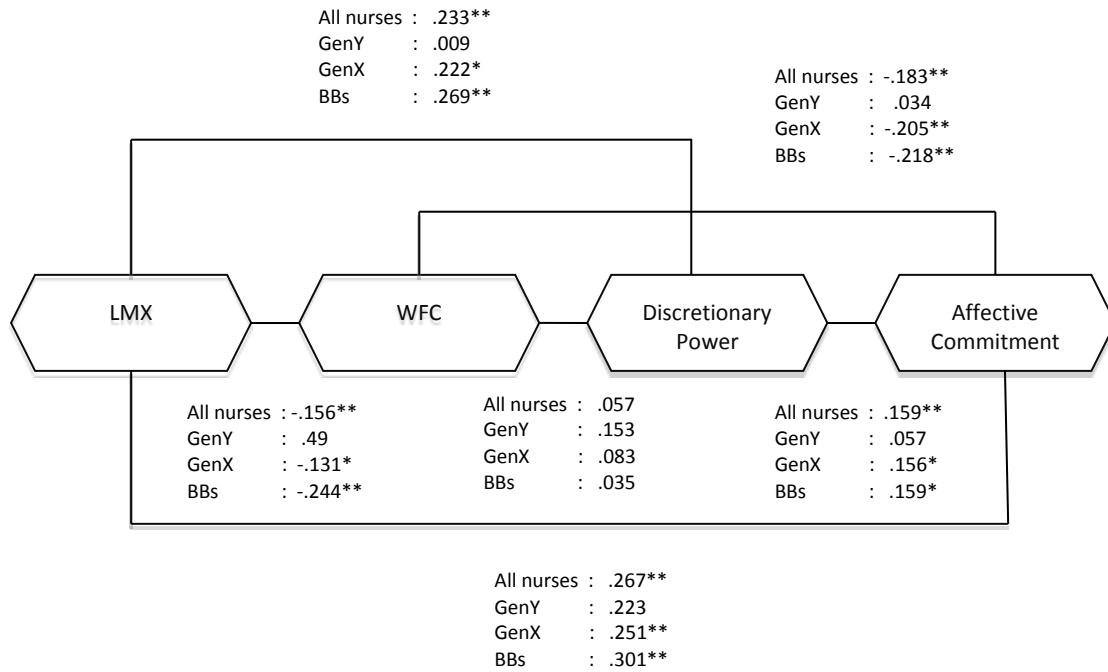 All nurses : .233**
GenY : .009
GenX : .222*
BBs : .269**
All nurses : -.183**
GenY : .034
GenX : -.205**
BBs : -.218**
LMX
WFC
Discretionary
Power
Affective
Commitment
All nurses : -.156**
GenY : .49
GenX : -.131*
BBs : -.244**
All nurses : .057
GenY : .153
GenX : .083
BBs : .035
All nurses : .159**
GenY : .057
GenX : .156*
BBs : .159*
All nurses : .267**
GenY : .223
GenX : .251**
BBs : .301**